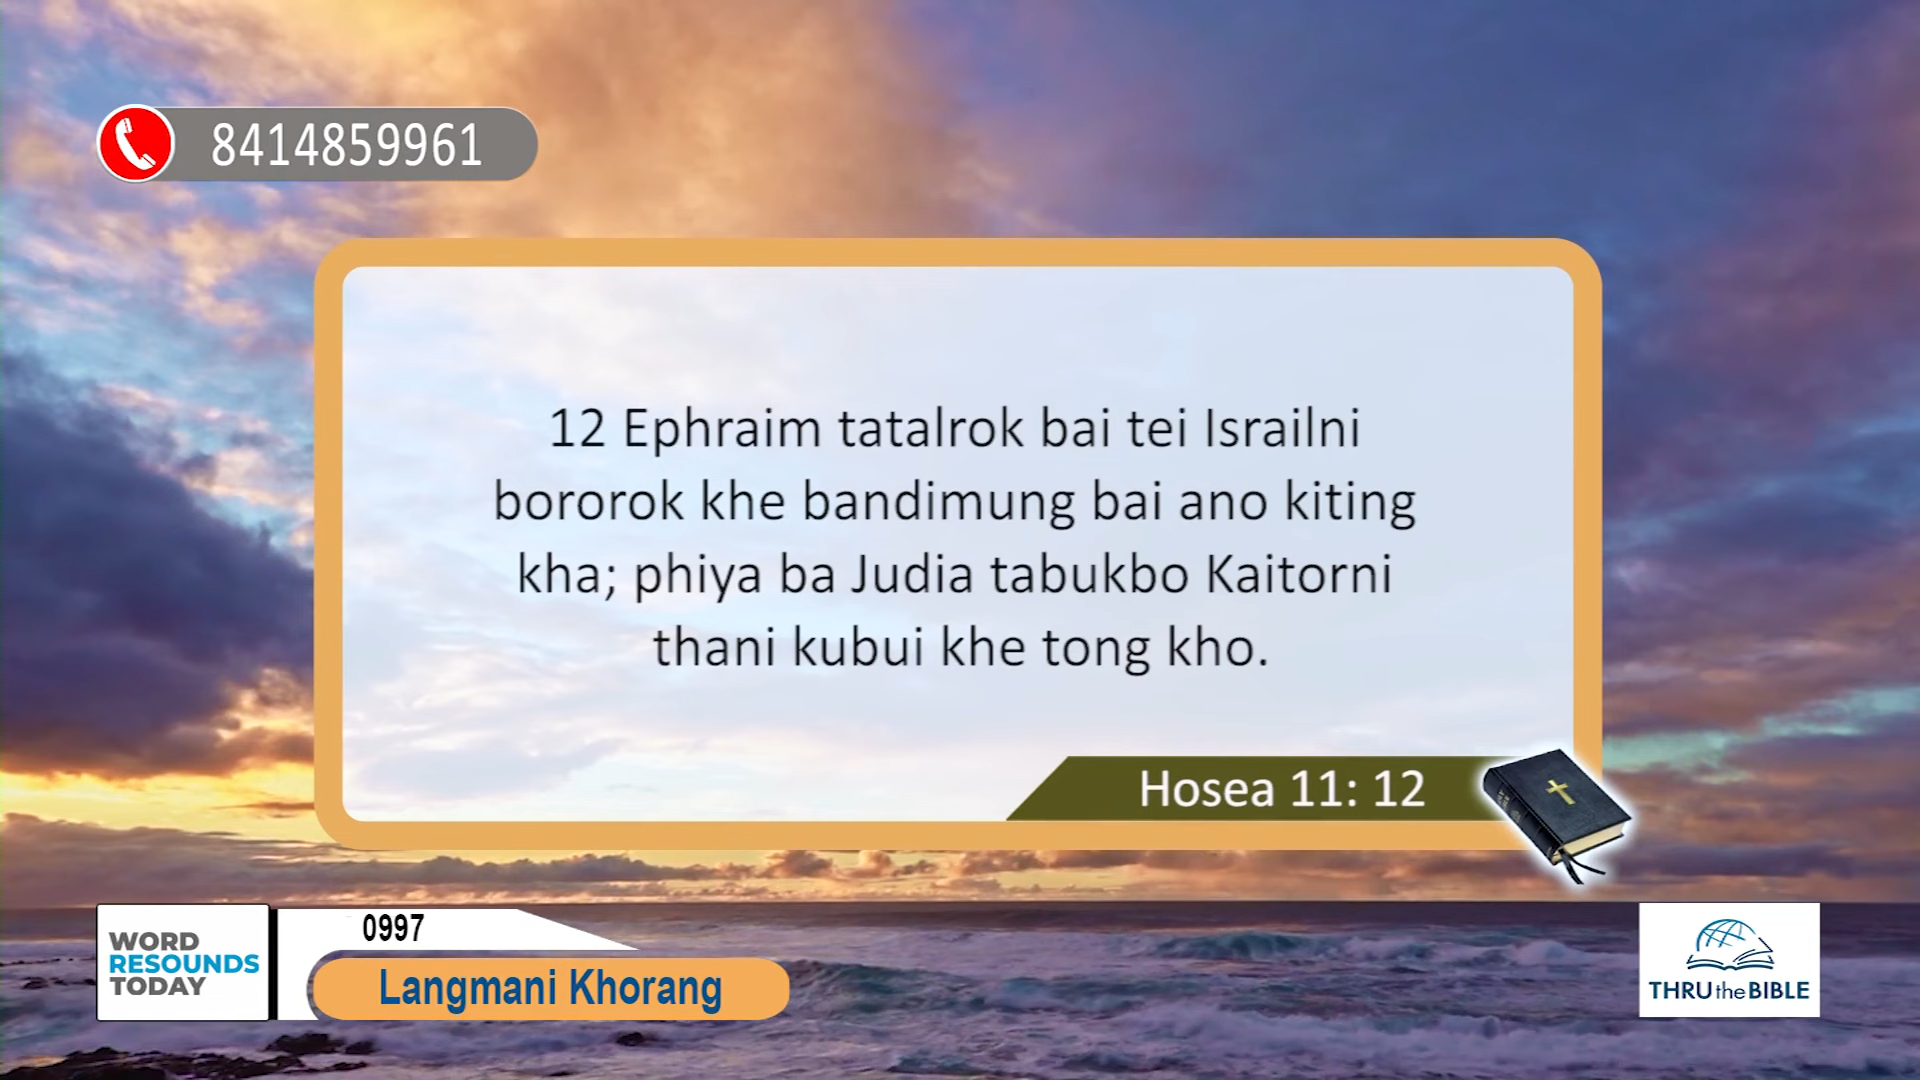 8414859961
12 Ephraim tatalrok bai tei Israilni
bororok khe bandimung bai ano kiting
kha; phiya ba Judia tabukbo Kaitorni
thani kubui khe tong kho.
Hosea 11: 12
WORD
RESOUNDS
TODAY
0997
Langmani Khorang
THRU the BIBLE